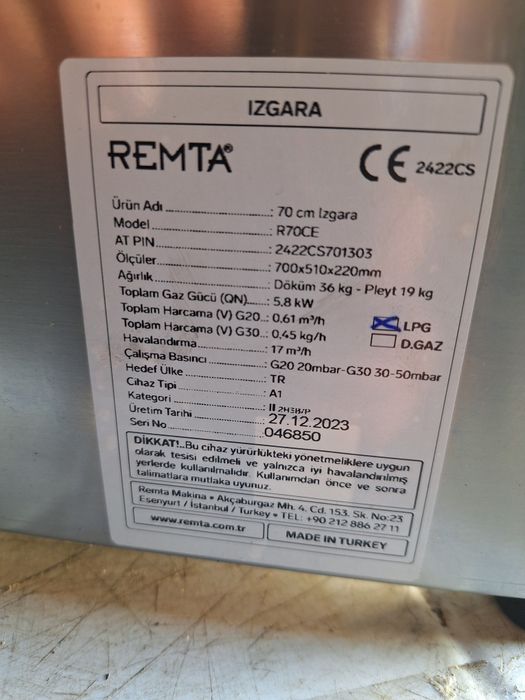 IZGARA
REMTA®
CE 2422CS
Ürün Adı..............: 70 cm Izgara
Model..............: R70CE
AT PIN..............: 2422CS701303
Ölçüler..............: 700x510x220mm
Ağırlık..............: Döküm 36 kg - Pleyt 19 kg
Toplam Gaz Gücü (QN)....: 5.8 kW
Toplam Harcama (V) G20..: 0.61 m³/h
Toplam Harcama (V) G30..: 0,45 kg/h
LPG
D.GAZ
Havalandırma..............: 17 m³/h
Çalışma Basıncı..............: G20 20mbar-G30 30-50mbar
Hedef Ülke..............: TR
Cihaz Tipi..............: A1
Kategori..............: II 2H3B/P
Üretim Tarihi..............: 27.12.2023
Seri No..............: 046850
DİKKAT!..Bu cihaz yürürlükteki yönetmeliklere uygun
olarak tesisi edilmeli ve yalnızca iyi havalandırılmış
yerlerde kullanılmalıdır. Kullanımdan önce ve sonra
talimatlara mutlaka uyunuz.
Remta Makina • Akçaburgaz Mh. 4. Cd. 153. Sk. No:23
Esenyurt / İstanbul / Turkey • TEL: +90 212 886 27 11
www.remta.com.tr
MADE IN TURKEY